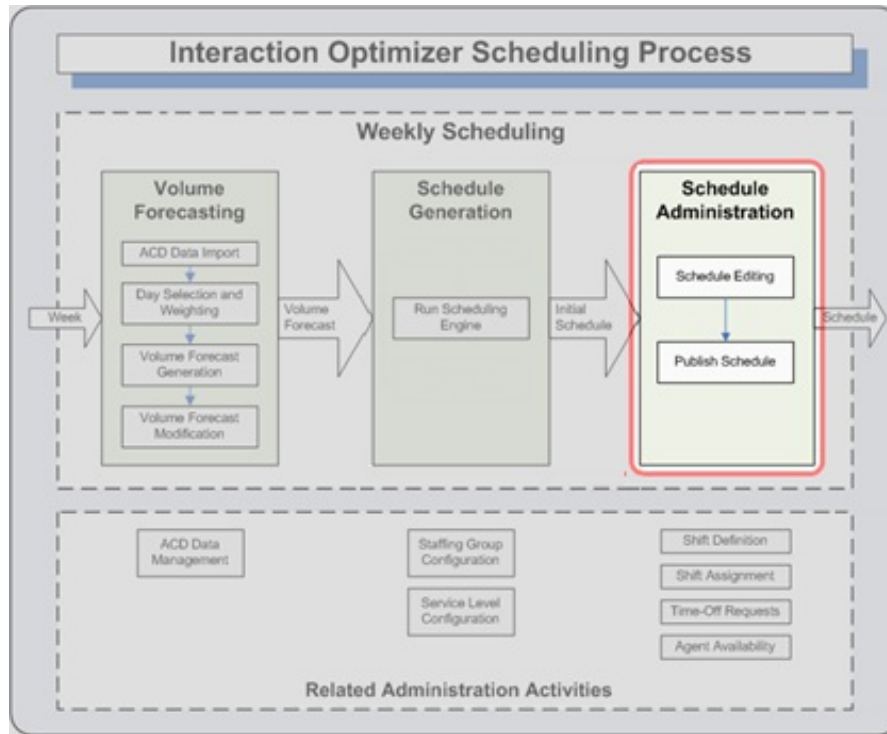 Interaction Optimizer Scheduling Process
Weekly Scheduling
Week
Volume
Forecasting
ACD Data Import
Day Selection and
Weighting
Volume Forecast
Generation
Volume Forecast
Modification
Volume
Forecast
Schedule
Generation
Run Scheduling
Engine
Initial
Schedule
Schedule
Administration
Schedule Editing
Publish Schedule
Schedule
ACD Data
Management
Staffing Group
Configuration
Service Level
Configuration
Shift Definition
Shift Assignment
Time-Off Requests
Agent Availability
Related Administration Activities